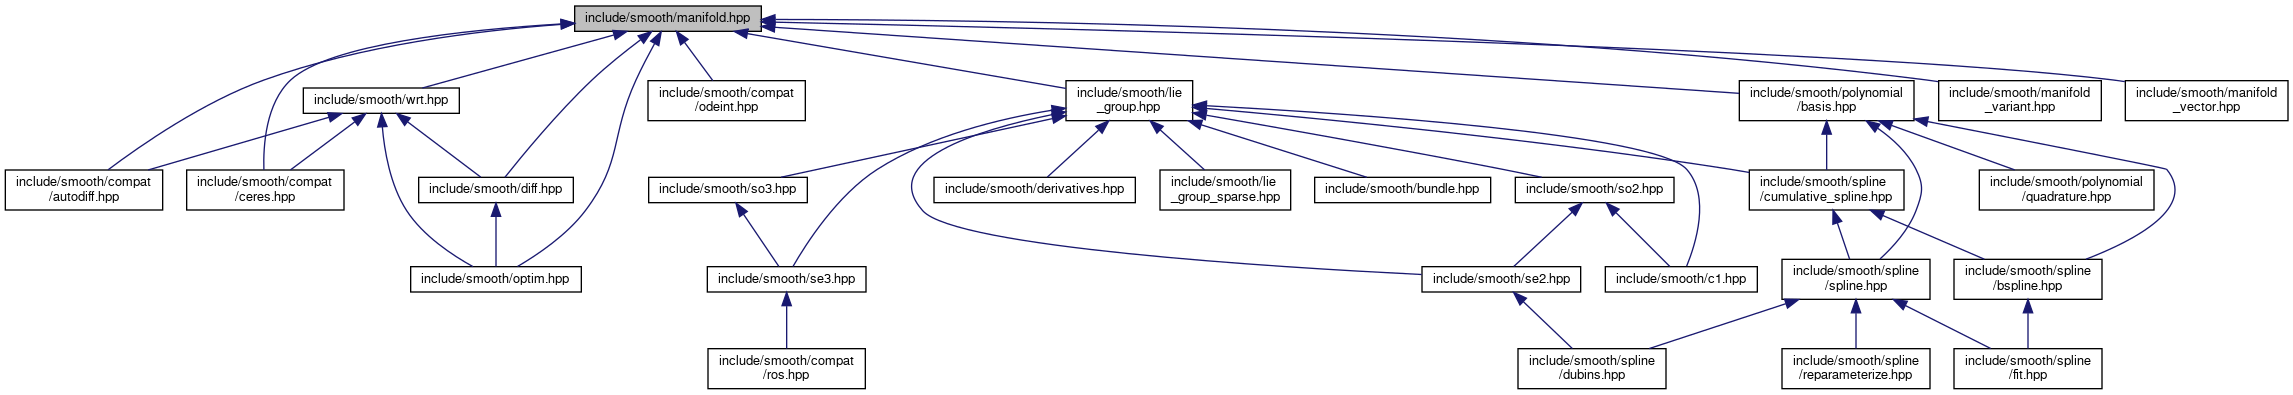 include/smooth/manifold.hpp
include/smooth/wrt.hpp
include/smooth/compat
/odeint.hpp
include/smooth/lie
_group.hpp
include/smooth/polynomial
/basis.hpp
include/smooth/manifold
_variant.hpp
include/smooth/manifold
_vector.hpp
include/smooth/compat
/autodiff.hpp
include/smooth/compat
/ceres.hpp
include/smooth/diff.hpp
include/smooth/so3.hpp
include/smooth/derivatives.hpp
include/smooth/lie
_group_sparse.hpp
include/smooth/bundle.hpp
include/smooth/so2.hpp
include/smooth/spline
/cumulative_spline.hpp
include/smooth/polynomial
/quadrature.hpp
include/smooth/optim.hpp
include/smooth/se3.hpp
include/smooth/se2.hpp
include/smooth/c1.hpp
include/smooth/spline
/spline.hpp
include/smooth/spline
/bspline.hpp
include/smooth/compat
/ros.hpp
include/smooth/spline
/dubins.hpp
include/smooth/spline
/reparameterize.hpp
include/smooth/spline
/fit.hpp